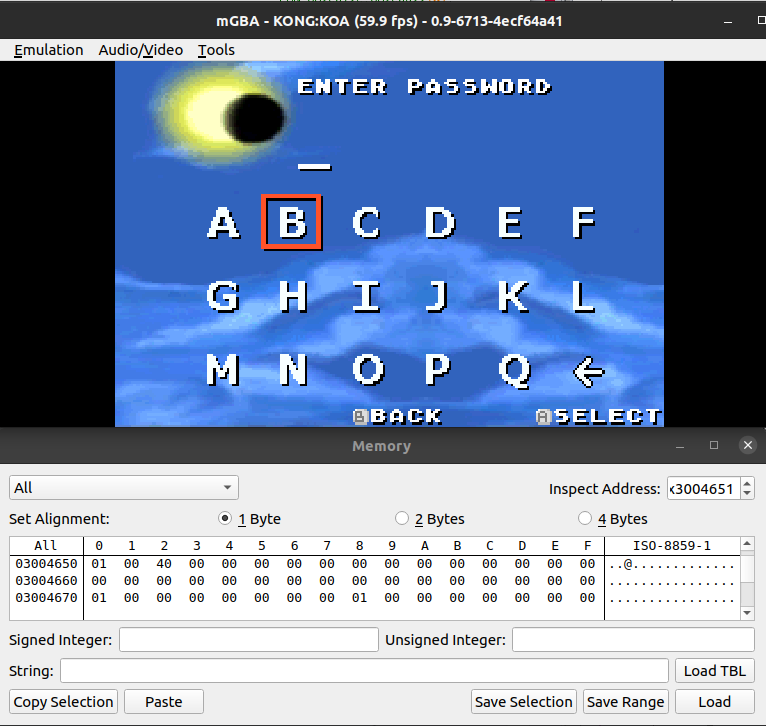 mGBA - KONG:KOA (59.9 fps) - 0.9-6713-4ecf64a41
Emulation Audio/Video Tools
ENTER PASSWORD
A B C D E F
G H I J K L
M N O P Q ←
B BACK A SELECT
Memory
All Inspect Address: x3004651
Set Alignment: 1 Byte 2 Bytes 4 Bytes
All 0 1 2 3 4 5 6 7 8 9 A B C D E F ISO-8859-1
03004650 01 00 40 00 00 00 00 00 00 00 00 00 00 00 00 00 ..@.............
03004660 00 00 00 00 00 00 00 00 00 00 00 00 00 00 00 00 ................
03004670 01 00 00 00 00 00 00 00 01 00 00 00 00 00 00 00 ................
Signed Integer: Unsigned Integer:
String: Load TBL
Copy Selection Paste Save Selection Save Range Load